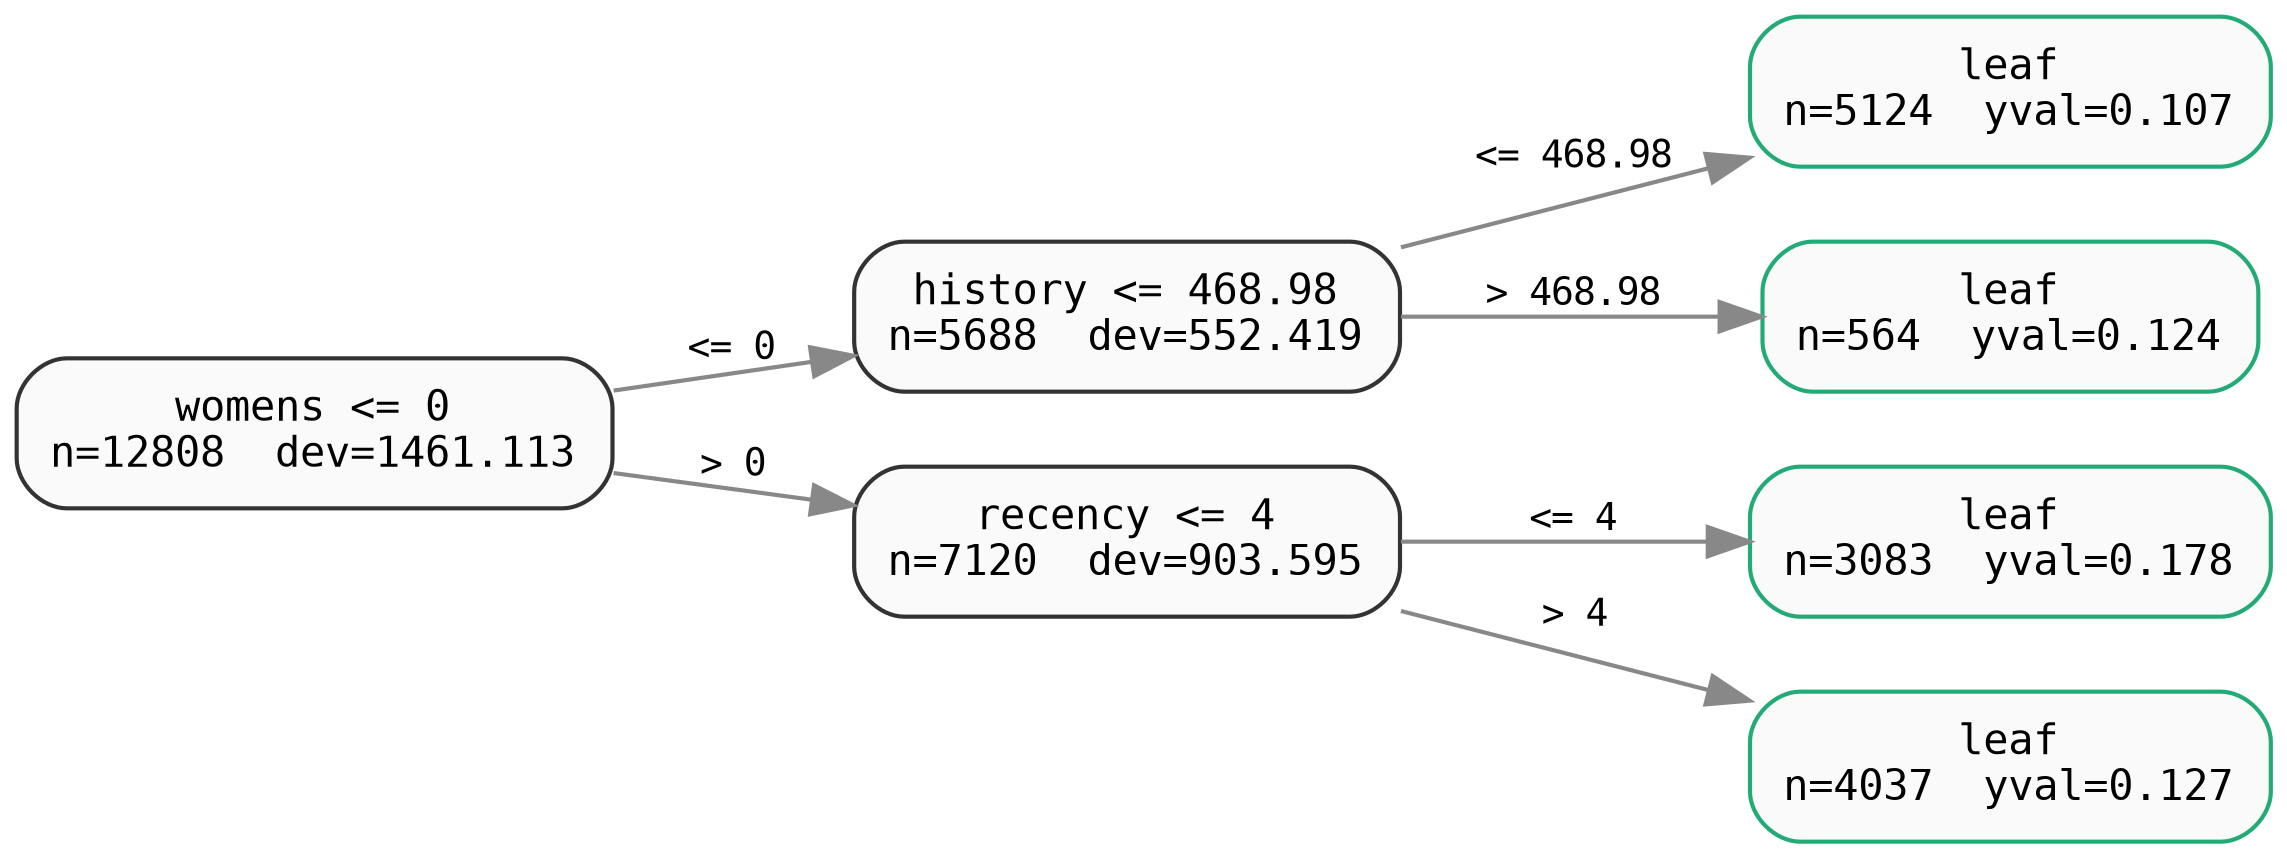 womens <= 0
n=12808  dev=1461.113
<= 0
> 0
history <= 468.98
n=5688  dev=552.419
<= 468.98
> 468.98
recency <= 4
n=7120  dev=903.595
<= 4
> 4
leaf
n=5124  yval=0.107
leaf
n=564  yval=0.124
leaf
n=3083  yval=0.178
leaf
n=4037  yval=0.127